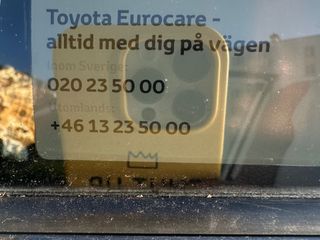 Toyota Eurocare -
alltid med dig på vägen
Inom Sverige:
020 23 50 00
Utomlands:
+46 13 23 50 00